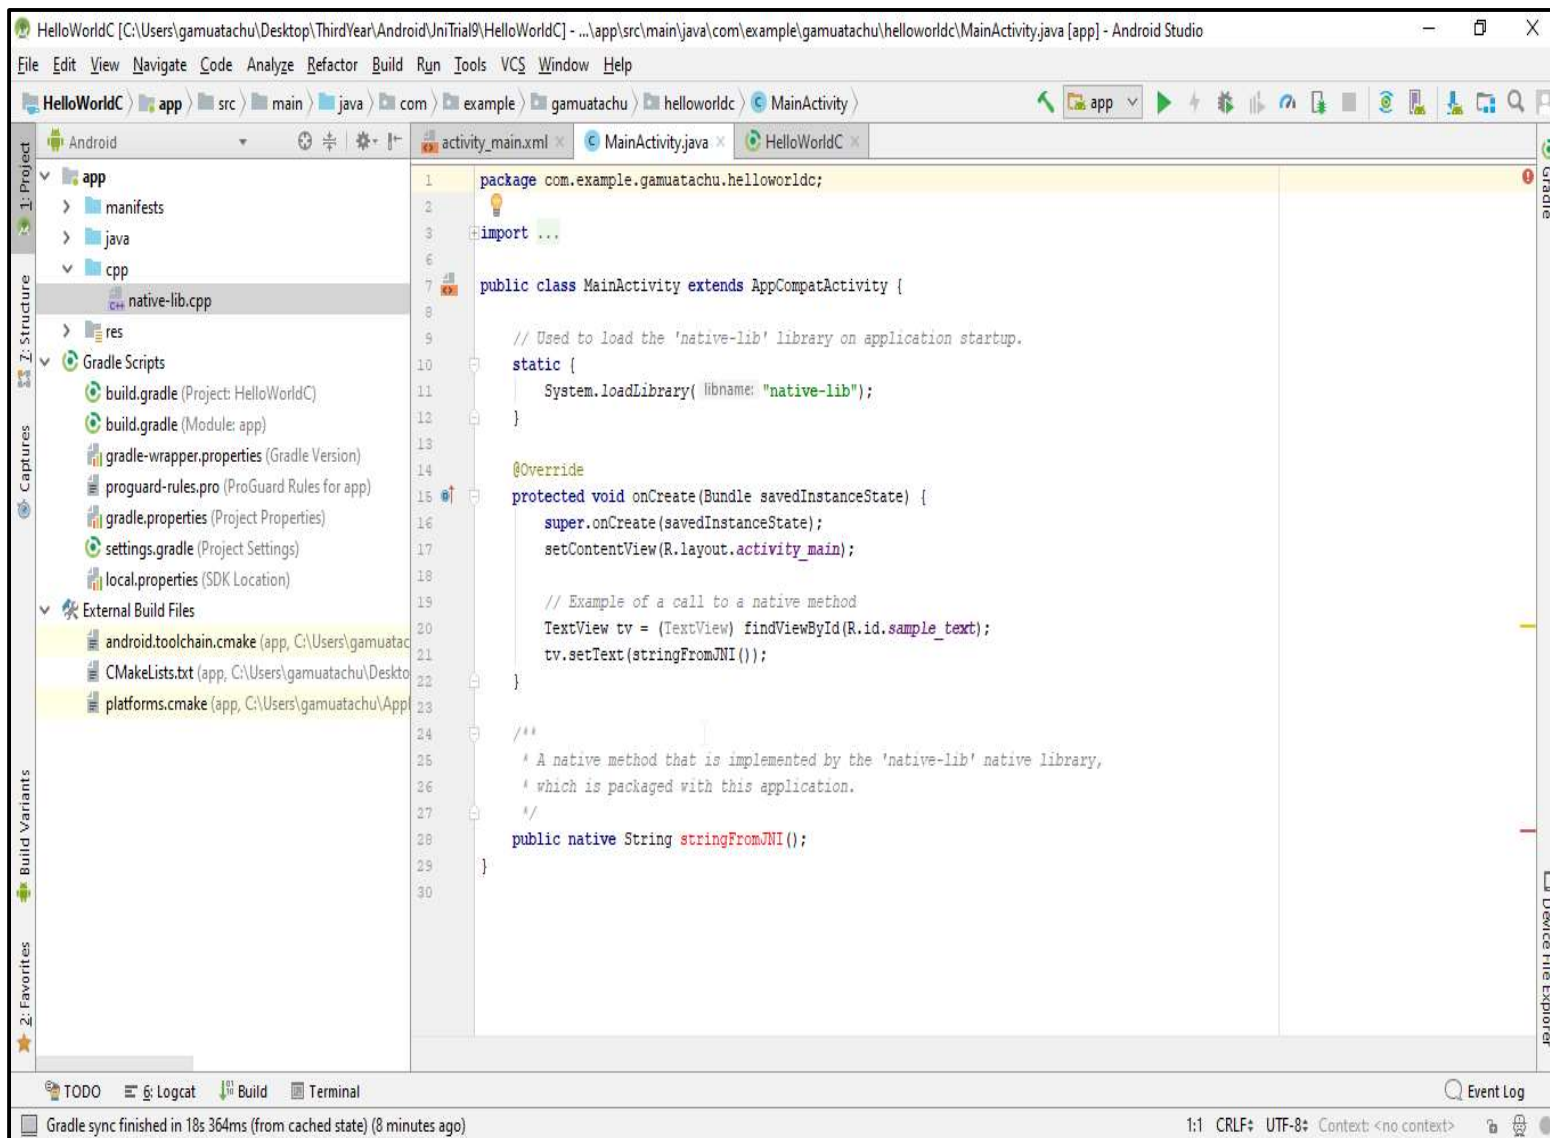 HelloWorldC [C:\Users\gamuatachu\Desktop\ThirdYear\Android\JniTrial9\HelloWorldC] - ...\app\src\main\java\com\example\gamuatachu\helloworldc\MainActivity.java [app] - Android Studio
File Edit View Navigate Code Analyze Refactor Build Run Tools VCS Window Help
HelloWorldC app src main java com example gamuatachu helloworldc MainActivity app
Android
activity_main.xml MainActivity.java HelloWorldC
1: Project
7: Structure
Captures
Build Variants
2: Favorites
app
manifests
java
cpp
native-lib.cpp
res
Gradle Scripts
build.gradle (Project: HelloWorldC)
build.gradle (Module: app)
gradle-wrapper.properties (Gradle Version)
proguard-rules.pro (ProGuard Rules for app)
gradle.properties (Project Properties)
settings.gradle (Project Settings)
local.properties (SDK Location)
External Build Files
android.toolchain.cmake (app, C:\Users\gamuatac
CMakeLists.txt (app, C:\Users\gamuatachu\Deskto
platforms.cmake (app, C:\Users\gamuatachu\App
1 package com.example.gamuatachu.helloworldc;
2
3 import ...
6
7 public class MainActivity extends AppCompatActivity {
8
9 // Used to load the 'native-lib' library on application startup.
10 static {
11 System.loadLibrary( libname: "native-lib");
12 }
13
14 @Override
15 protected void onCreate(Bundle savedInstanceState) {
16 super.onCreate(savedInstanceState);
17 setContentView(R.layout.activity_main);
18
19 // Example of a call to a native method
20 TextView tv = (TextView) findViewById(R.id.sample_text);
21 tv.setText(stringFromJNI());
22 }
23
24 /**
25 * A native method that is implemented by the 'native-lib' native library,
26 * which is packaged with this application.
27 */
28 public native String stringFromJNI();
29 }
30
Gradle
Device File Explorer
TODO 6: Logcat Build Terminal Event Log
Gradle sync finished in 18s 364ms (from cached state) (8 minutes ago) 1:1 CRLF UTF-8 Context: <no context>